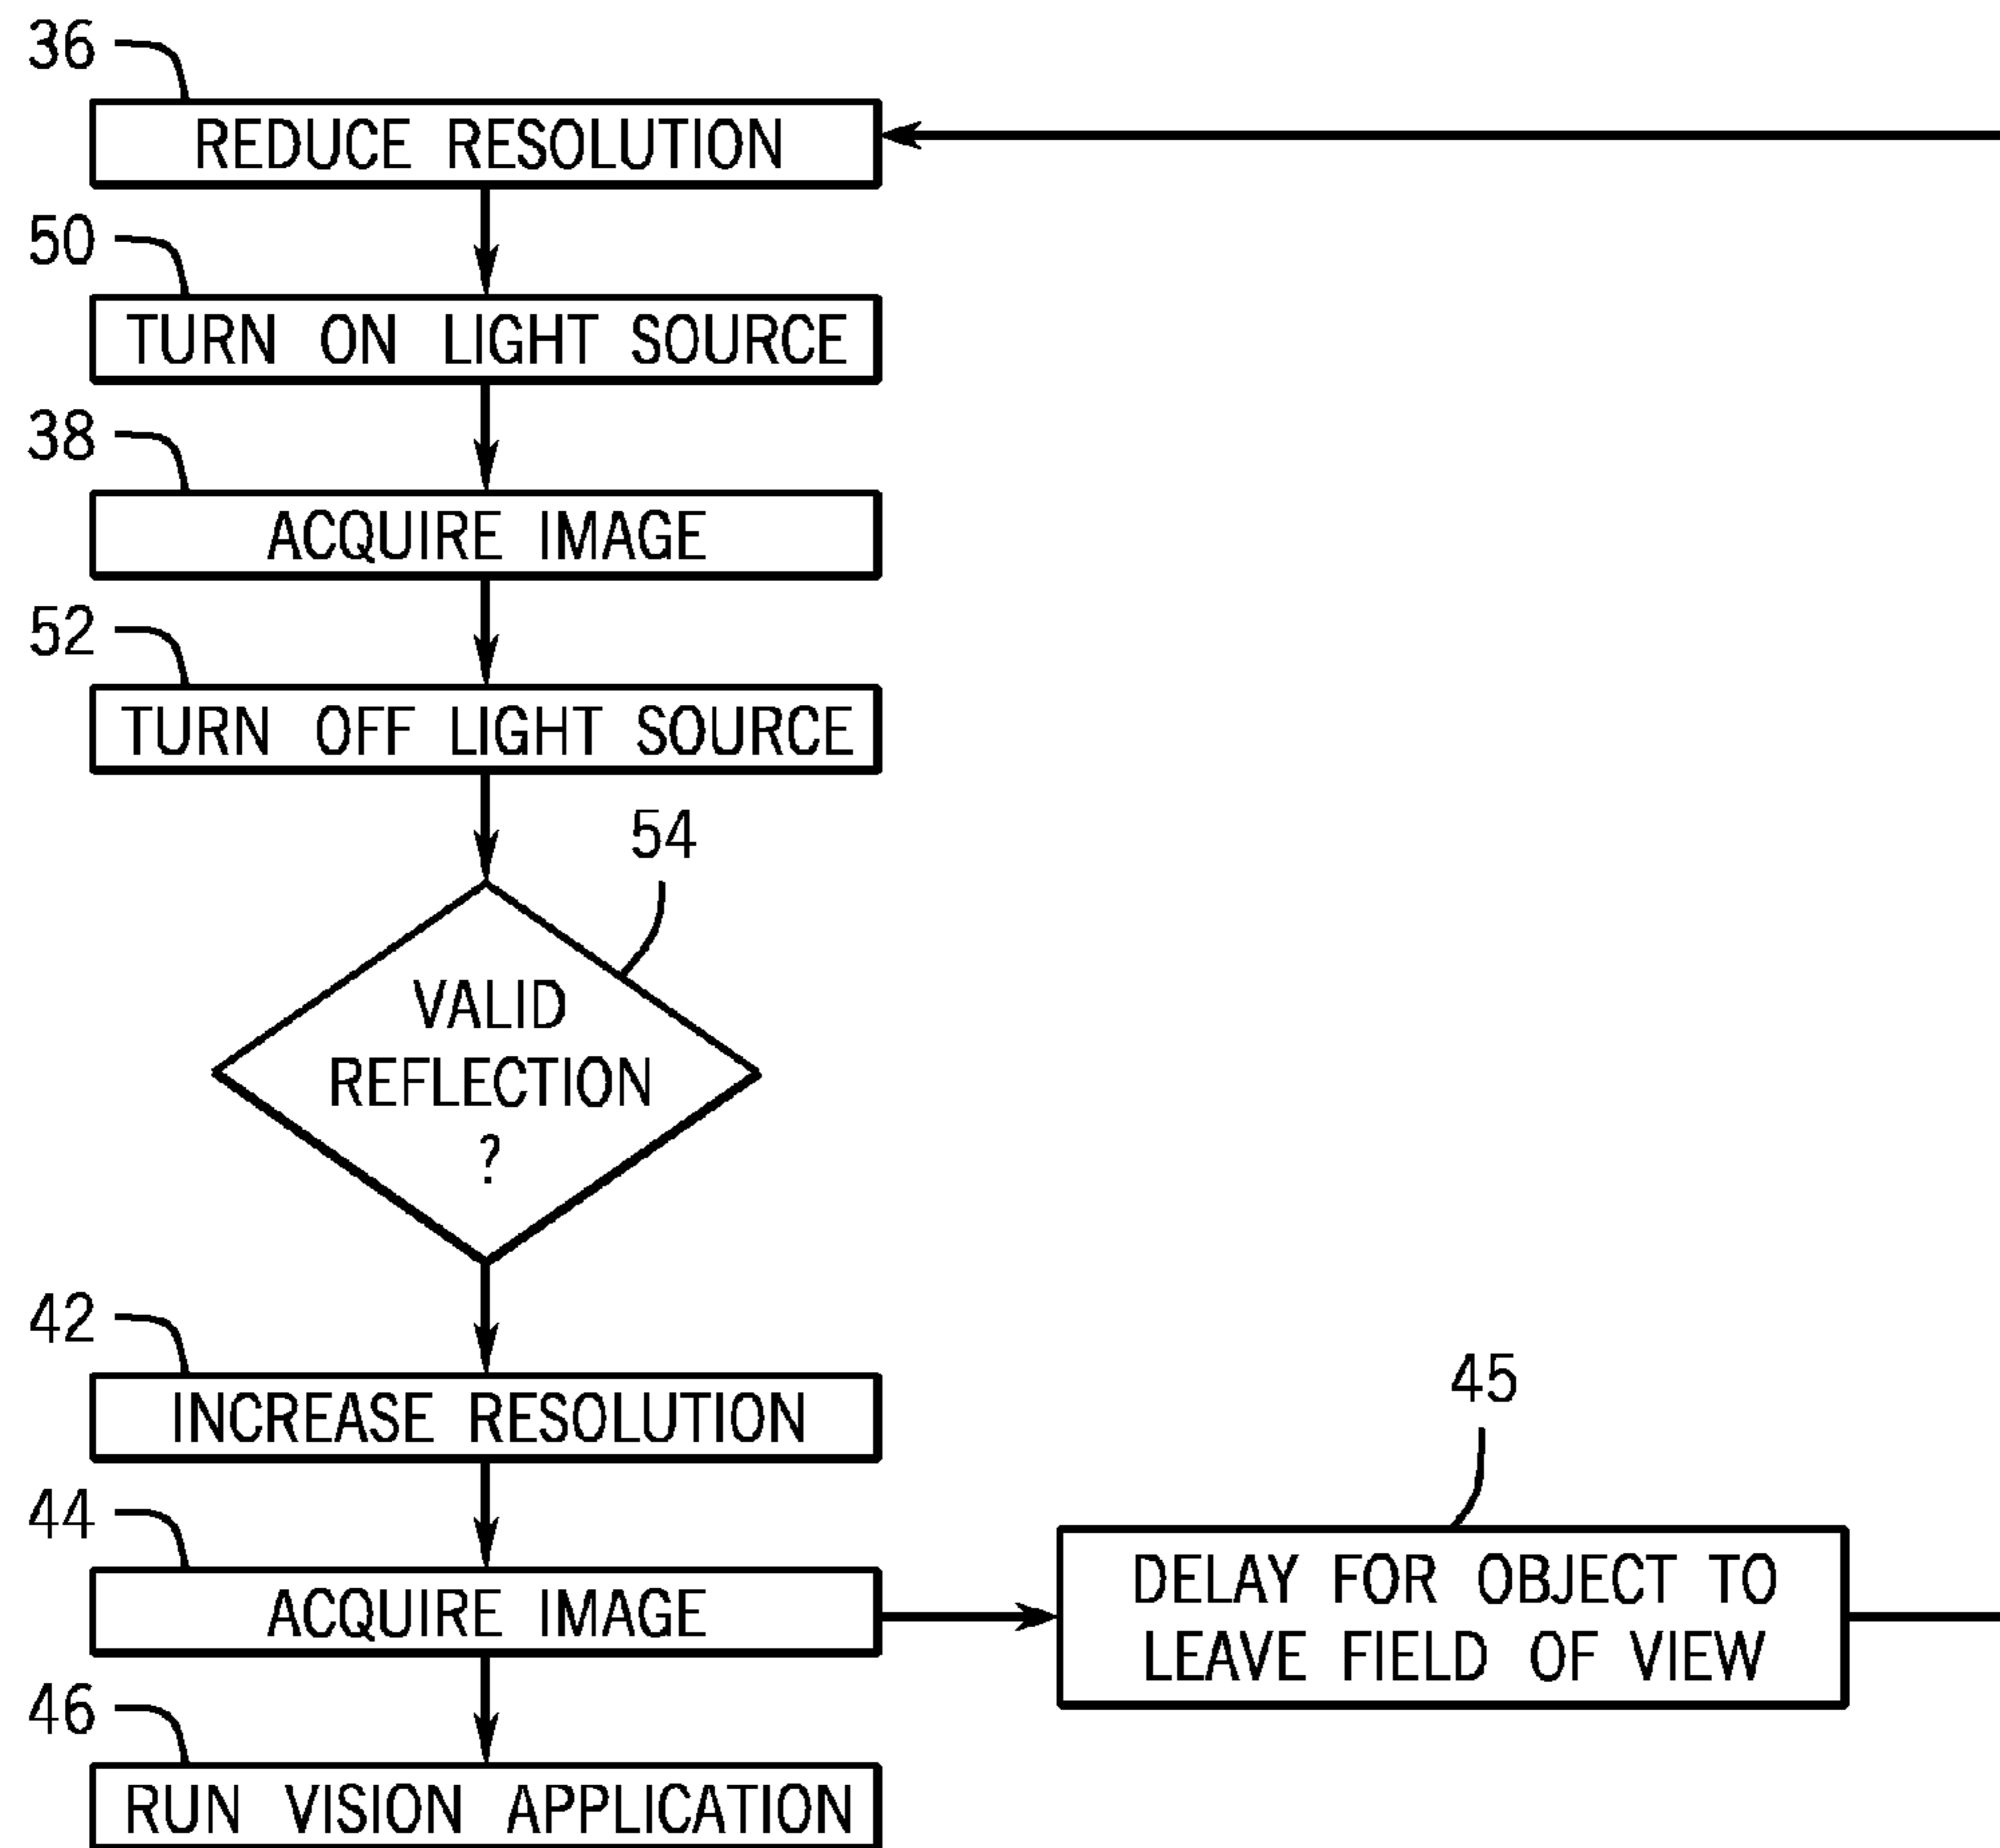 36
REDUCE RESOLUTION
50
TURN ON LIGHT SOURCE
38
ACQUIRE IMAGE
52
TURN OFF LIGHT SOURCE
54
VALID
REFLECTION
?
42
INCREASE RESOLUTION
44
ACQUIRE IMAGE
45
DELAY FOR OBJECT TO
LEAVE FIELD OF VIEW
46
RUN VISION APPLICATION